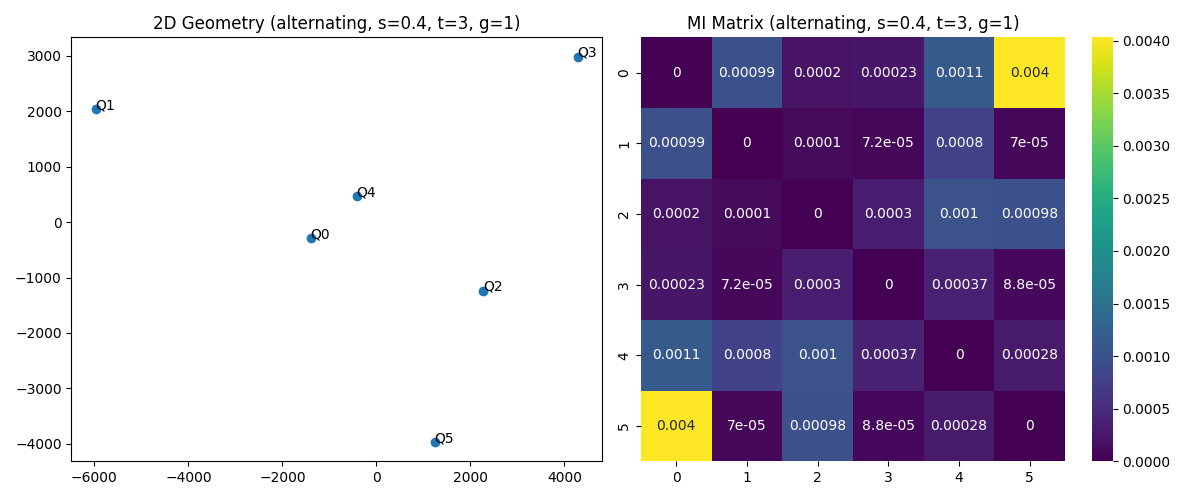 2D Geometry (alternating, s=0.4, t=3, g=1)
3000
2000
1000
0
−1000
−2000
−3000
−4000
−6000 −4000 −2000 0 2000 4000
Q3
Q1
Q4
Q0
Q2
Q5
MI Matrix (alternating, s=0.4, t=3, g=1)
0 0 0.00099 0.0002 0.00023 0.0011 0.004
1 0.00099 0 0.0001 7.2e-05 0.0008 7e-05
2 0.0002 0.0001 0 0.0003 0.001 0.00098
3 0.00023 7.2e-05 0.0003 0 0.00037 8.8e-05
4 0.0011 0.0008 0.001 0.00037 0 0.00028
5 0.004 7e-05 0.00098 8.8e-05 0.00028 0
0 1 2 3 4 5
0.0040
0.0035
0.0030
0.0025
0.0020
0.0015
0.0010
0.0005
0.0000